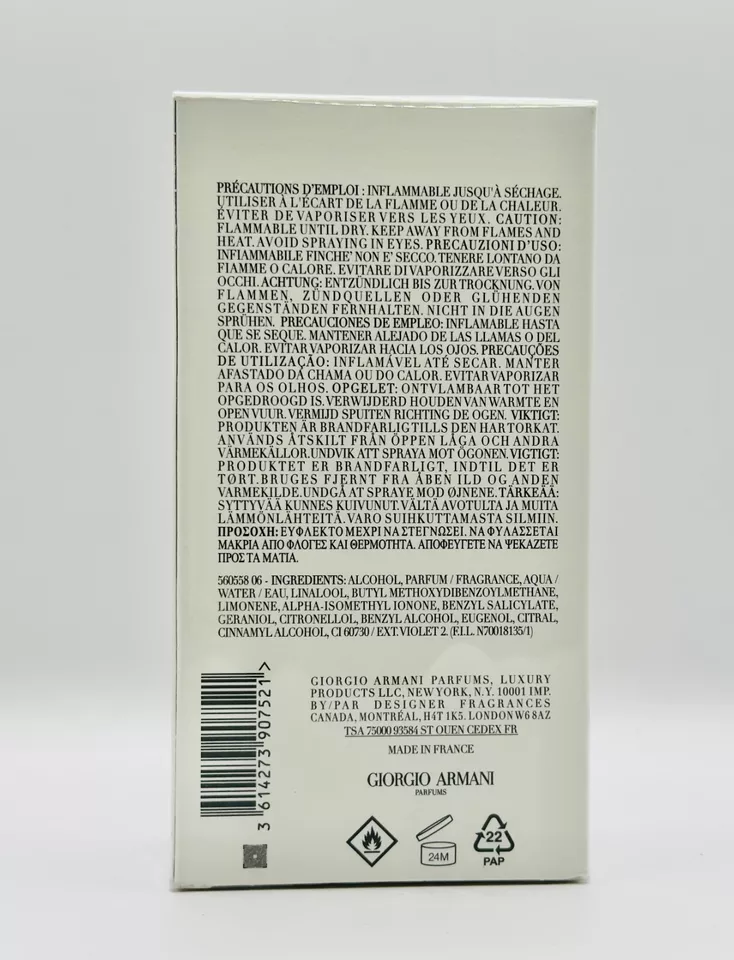 PRÉCAUTIONS D'EMPLOI : INFLAMMABLE JUSQU'À SÉCHAGE.
UTILISER À L'ÉCART DE LA FLAMME OU DE LA CHALEUR.
ÉVITER DE VAPORISER VERS LES YEUX. CAUTION:
FLAMMABLE UNTIL DRY. KEEP AWAY FROM FLAMES AND
HEAT. AVOID SPRAYING IN EYES. PRECAUZIONI D'USO:
INFIAMMABILE FINCHE' NON E' SECCO. TENERE LONTANO DA
FIAMME O CALORE. EVITARE DI VAPORIZZARE VERSO GLI
OCCHI. ACHTUNG: ENTZÜNDLICH BIS ZUR TROCKNUNG. VON
FLAMMEN, ZÜNDQUELLEN ODER GLÜHENDEN
GEGENSTÄNDEN FERNHALTEN. NICHT IN DIE AUGEN
SPRÜHEN. PRECAUCIONES DE EMPLEO: INFLAMABLE HASTA
QUE SE SEQUE. MANTENER ALEJADO DE LAS LLAMAS O DEL
CALOR. EVITAR VAPORIZAR HACIA LOS OJOS. PRECAUÇÕES
DE UTILIZAÇÃO: INFLAMÁVEL ATÉ SECAR. MANTER
AFASTADO DA CHAMA OU DO CALOR. EVITAR VAPORIZAR
PARA OS OLHOS. OPGELET: ONTVLAMBAAR TOT HET
OPGEDROOGD IS. VERWIJDERD HOUDEN VAN WARMTE EN
OPEN VUUR. VERMIJD SPUITEN RICHTING DE OGEN. VIKTIGT:
PRODUKTEN ÄR BRANDFARLIG TILLS DEN HAR TORKAT.
ANVÄNDS ÅTSKILT FRÅN ÖPPEN LÅGA OCH ANDRA
VÄRMEKÄLLOR. UNDVIK ATT SPRAYA MOT ÖGONEN. VIGTIGT:
PRODUKTET ER BRANDFARLIGT, INDTIL DET ER
TØRT. BRUGES FJERNT FRA ÅBEN ILD OG ANDEN
VARMEKILDE. UNDGÅ AT SPRAYE MOD ØJNENE. TÄRKEÄÄ:
SYTTYVÄÄ KUNNES KUIVUNUT. VÄLTÄ AVOTULTA JA MUITA
LÄMMÖNLÄHTEITÄ. VARO SUIHKUTTAMASTA SILMIIN.
ΠΡΟΣΟΧΗ: ΕΥΦΛΕΚΤΟ ΜΕΧΡΙ ΝΑ ΣΤΕΓΝΩΣΕΙ. ΝΑ ΦΥΛΑΣΣΕΤΑΙ
ΜΑΚΡΙΑ ΑΠΟ ΦΛΟΓΕΣ ΚΑΙ ΘΕΡΜΟΤΗΤΑ. ΑΠΟΦΕΥΓΕΤΕ ΝΑ ΨΕΚΑΖΕΤΕ
ΠΡΟΣ ΤΑ ΜΑΤΙΑ.
560558 06 - INGREDIENTS: ALCOHOL, PARFUM / FRAGRANCE, AQUA /
WATER / EAU, LINALOOL, BUTYL METHOXYDIBENZOYLMETHANE,
LIMONENE, ALPHA-ISOMETHYL IONONE, BENZYL SALICYLATE,
GERANIOL, CITRONELLOL, BENZYL ALCOHOL, EUGENOL, CITRAL,
CINNAMYL ALCOHOL, CI 60730 / EXT. VIOLET 2. (F.I.L. N70018135/1)
GIORGIO ARMANI PARFUMS, LUXURY
PRODUCTS LLC, NEW YORK, N.Y. 10001 IMP.
BY/PAR DESIGNER FRAGRANCES
CANADA, MONTRÉAL, H4T 1K5. LONDON W6 8AZ
TSA 75000 93584 ST OUEN CEDEX FR
MADE IN FRANCE
GIORGIO ARMANI
PARFUMS
3 614273 907521 >
24M
22
PAP